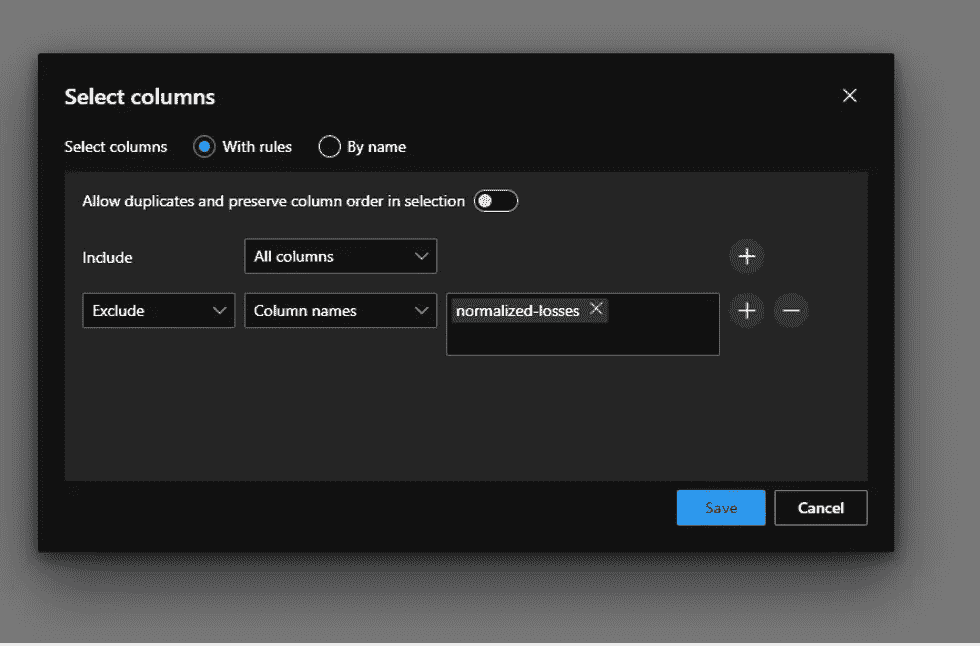 Select columns
Select columns With rules By name
Allow duplicates and preserve column order in selection
Include All columns
Exclude Column names normalized-losses
Save Cancel